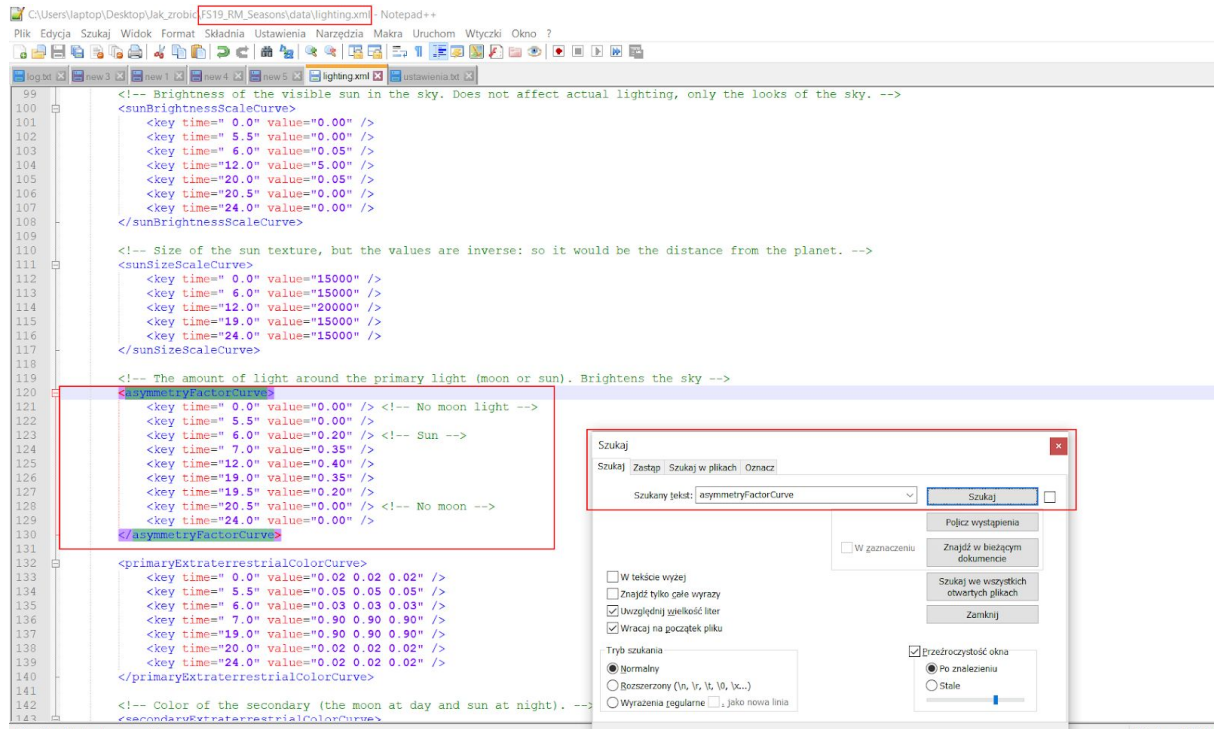 C:\Users\laptop\Desktop\Jak_zrobic\FS19_RM_Seasons\data\lighting.xml - Notepad++
Plik Edycja Szukaj Widok Format Składnia Ustawienia Narzędzia Makra Uruchom Wtyczki Okno ?
log.txt new 3 new 1 new 4 new 5 lighting.xml ustawienia.txt
99 <!-- Brightness of the visible sun in the sky. Does not affect actual lighting, only the looks of the sky. -->
100 <sunBrightnessScaleCurve>
101 <key time=" 0.0" value="0.00" />
102 <key time=" 5.5" value="0.00" />
103 <key time=" 6.0" value="0.05" />
104 <key time="12.0" value="5.00" />
105 <key time="20.0" value="0.05" />
106 <key time="20.5" value="0.00" />
107 <key time="24.0" value="0.00" />
108 </sunBrightnessScaleCurve>
109
110 <!-- Size of the sun texture, but the values are inverse: so it would be the distance from the planet. -->
111 <sunSizeScaleCurve>
112 <key time=" 0.0" value="15000" />
113 <key time=" 6.0" value="15000" />
114 <key time="12.0" value="20000" />
115 <key time="19.0" value="15000" />
116 <key time="24.0" value="15000" />
117 </sunSizeScaleCurve>
118
119 <!-- The amount of light around the primary light (moon or sun). Brightens the sky -->
120 <asymmetryFactorCurve>
121 <key time=" 0.0" value="0.00" /> <!-- No moon light -->
122 <key time=" 5.5" value="0.00" />
123 <key time=" 6.0" value="0.20" /> <!-- Sun -->
124 <key time=" 7.0" value="0.35" />
125 <key time="12.0" value="0.40" />
126 <key time="19.0" value="0.35" />
127 <key time="19.5" value="0.20" />
128 <key time="20.5" value="0.00" /> <!-- No moon -->
129 <key time="24.0" value="0.00" />
130 </asymmetryFactorCurve>
131
132 <primaryExtraterrestrialColorCurve>
133 <key time=" 0.0" value="0.02 0.02 0.02" />
134 <key time=" 5.5" value="0.05 0.05 0.05" />
135 <key time=" 6.0" value="0.03 0.03 0.03" />
136 <key time=" 7.0" value="0.90 0.90 0.90" />
137 <key time="19.0" value="0.90 0.90 0.90" />
138 <key time="20.0" value="0.02 0.02 0.02" />
139 <key time="24.0" value="0.02 0.02 0.02" />
140 </primaryExtraterrestrialColorCurve>
141
142 <!-- Color of the secondary (the moon at day and sun at night). -->
143 <secondaryExtraterrestrialColorCurve>
Szukaj
Szukaj Zastąp Szukaj w plikach Oznacz
Szukany tekst: asymmetryFactorCurve Szukaj
Policz wystąpienia
W zaznaczeniu Znajdź w bieżącym
dokumencie
W tekście wyżej
Szukaj we wszystkich
otwartych plikach
Znajdź tylko całe wyrazy
Uwzględnij wielkość liter
Zamknij
Wracaj na początek pliku
Tryb szukania
Przeźroczystość okna
Normalny
Po znalezieniu
Rozszerzony (\n, \r, \t, \0, \x...)
Stale
Wyrażenia regularne . jako nowa linia